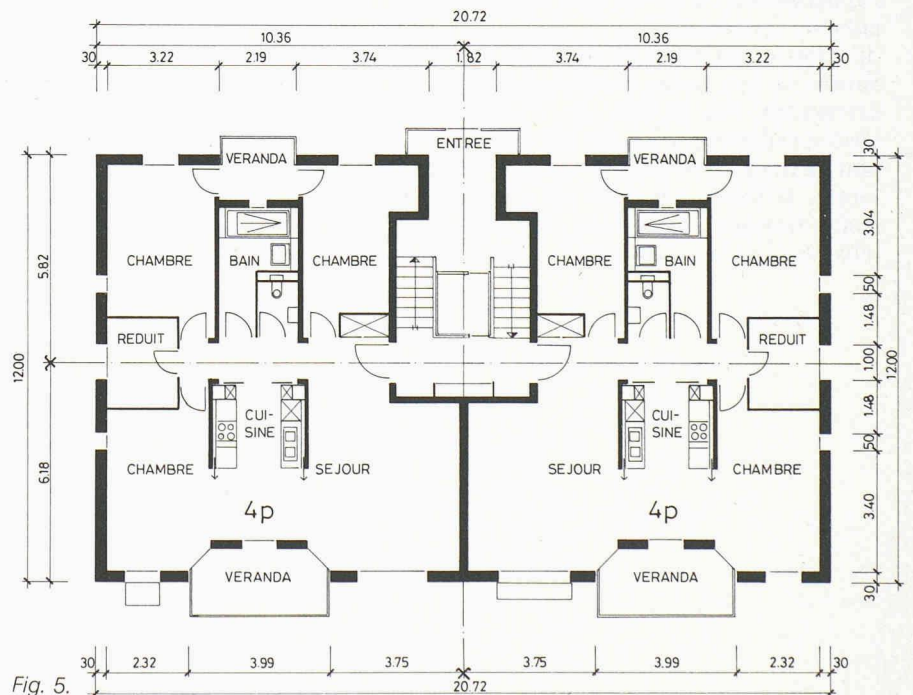 20.72
10.36 10.36
30 3.22 2.19 3.74 1.82 3.74 2.19 3.22 30
ENTREE
VERANDA VERANDA
CHAMBRE BAIN CHAMBRE CHAMBRE BAIN CHAMBRE
REDUIT REDUIT
CUI-
SINE
CUI-
SINE
CHAMBRE SEJOUR SEJOUR CHAMBRE
4p 4p
VERANDA VERANDA
12.00
5.82
6.18
30
3.04
50
1.48
1.00
1.48
50
3.40
30
12.00
30 2.32 3.99 3.75 3.75 3.99 2.32 30
20.72
Fig. 5.